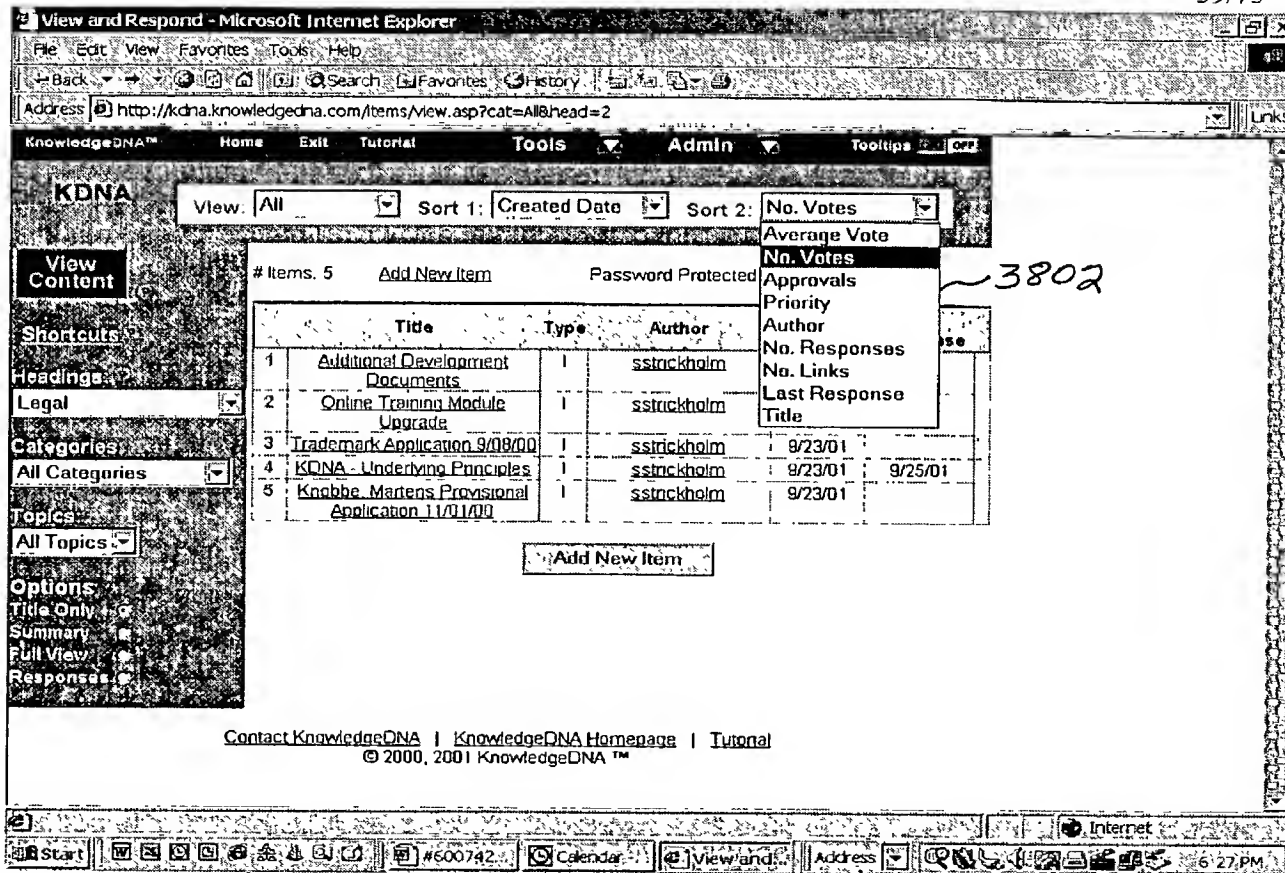 View and Respond - Microsoft Internet Explorer
File Edit View Favorites Tools Help
Back Search Favorites History
Address http://kdna.knowledgedna.com/items/view.asp?cat=All&head=2 Links
KnowledgeDNA™ Home Exit Tutorial Tools Admin Tooltips OFF
KDNA
View: All Sort 1: Created Date Sort 2: No. Votes
Average Vote
No. Votes
Approvals
Priority
Author
No. Responses
No. Links
Last Response
Title
3802
View Content
# Items. 5 Add New Item Password Protected
Title Type Author
1 Additional Development Documents I sstrickholm
2 Online Training Module Upgrade I sstrickholm
3 Trademark Application 9/08/00 I sstrickholm 9/23/01
4 KDNA - Underlying Principles I sstrickholm 9/23/01 9/25/01
5 Knobbe, Martens Provisional Application 11/01/00 I sstrickholm 9/23/01
Add New Item
Shortcuts
Headings
Legal
Categories
All Categories
Topics
All Topics
Options
Title Only
Summary
Full View
Responses
Contact KnowledgeDNA | KnowledgeDNA Homepage | Tutorial
© 2000, 2001 KnowledgeDNA ™
Internet
Start #600742... Calendar View and Address 6 27 PM